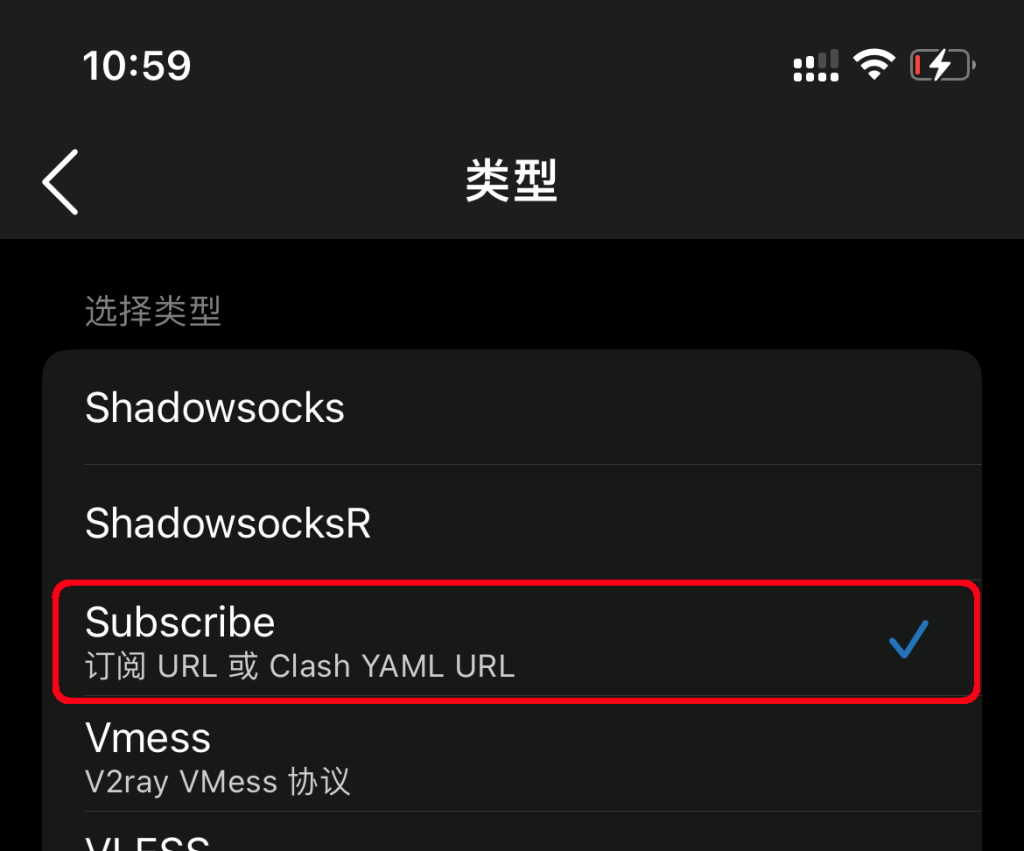 10:59
类型
选择类型
Shadowsocks
ShadowsocksR
Subscribe
订阅 URL 或 Clash YAML URL
Vmess
V2ray VMess 协议
VLESS